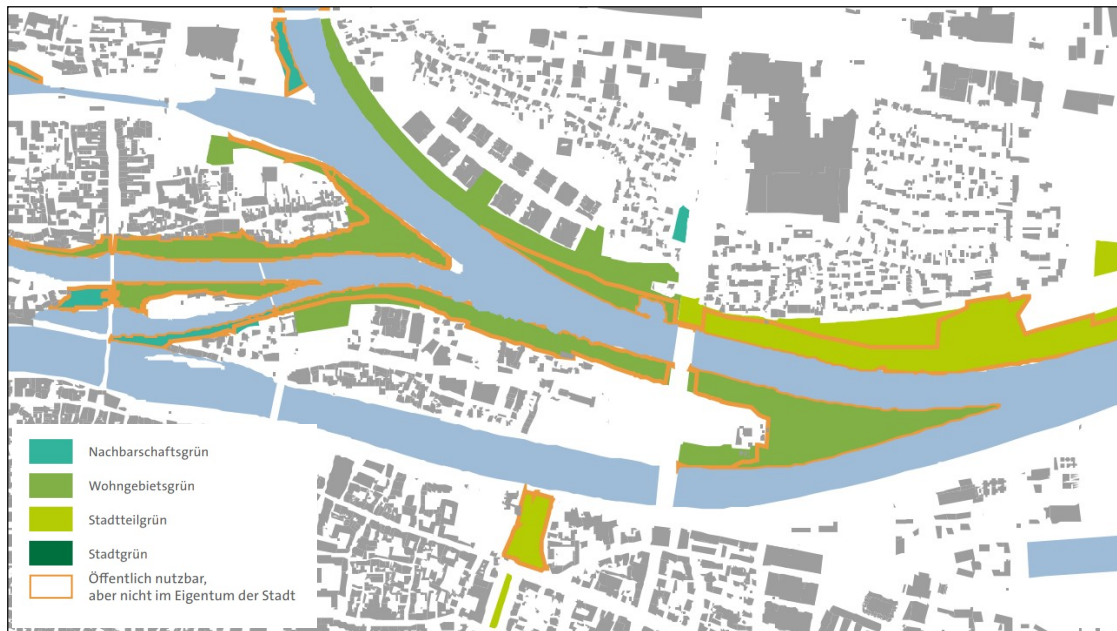 Nachbarschaftsgrün
Wohngebietsgrün
Stadtteilgrün
Stadtgrün
Öffentlich nutzbar,
aber nicht im Eigentum der Stadt